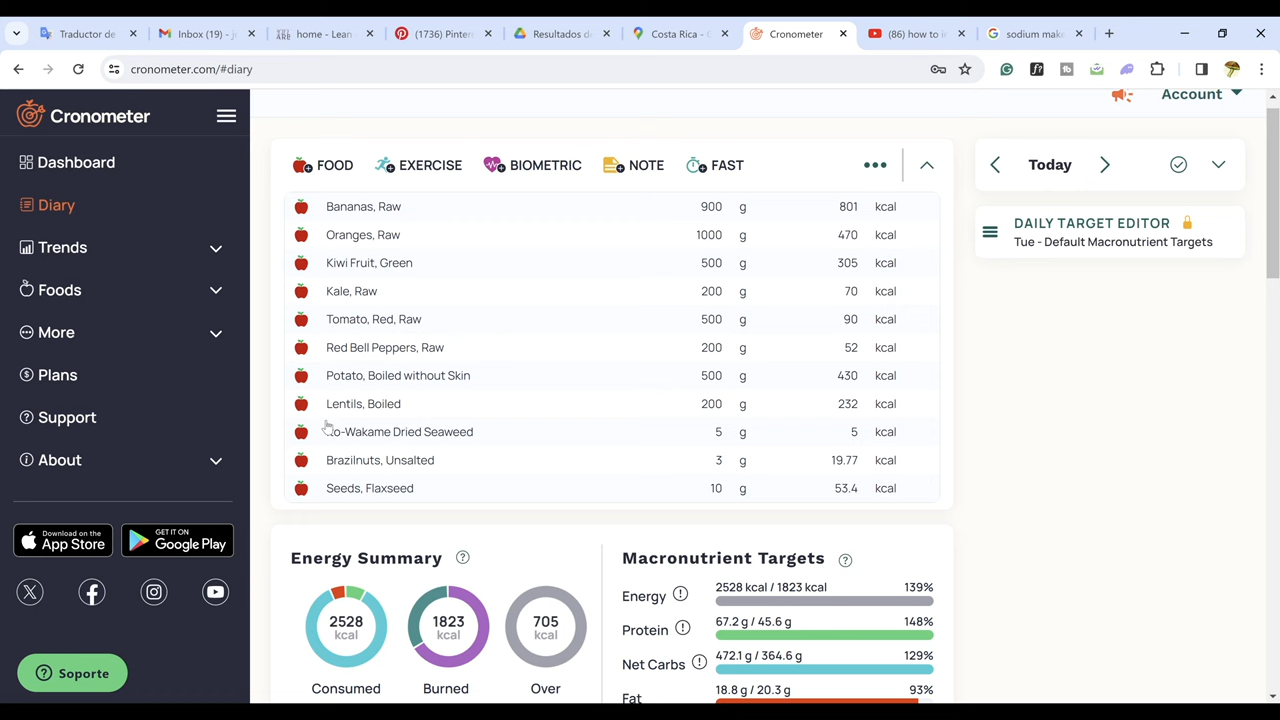 Traductor de
Inbox (19) - j
home - Lean
(1736) Pinter
Resultados de
Costa Rica - G
Cronometer
(86) how to i
sodium make
cronometer.com/#diary
Cronometer
Account
Dashboard
Diary
Trends
Foods
More
Plans
Support
About
Download on the
App Store
GET IT ON
Google Play
Soporte
FOOD EXERCISE BIOMETRIC NOTE FAST
Today
DAILY TARGET EDITOR
Tue - Default Macronutrient Targets
Bananas, Raw 900 g 801 kcal
Oranges, Raw 1000 g 470 kcal
Kiwi Fruit, Green 500 g 305 kcal
Kale, Raw 200 g 70 kcal
Tomato, Red, Raw 500 g 90 kcal
Red Bell Peppers, Raw 200 g 52 kcal
Potato, Boiled without Skin 500 g 430 kcal
Lentils, Boiled 200 g 232 kcal
o-Wakame Dried Seaweed 5 g 5 kcal
Brazilnuts, Unsalted 3 g 19.77 kcal
Seeds, Flaxseed 10 g 53.4 kcal
Energy Summary
2528 kcal
1823 kcal
705 kcal
Consumed Burned Over
Macronutrient Targets
Energy 2528 kcal / 1823 kcal 139%
Protein 67.2 g / 45.6 g 148%
Net Carbs 472.1 g / 364.6 g 129%
Fat 18.8 g / 20.3 g 93%